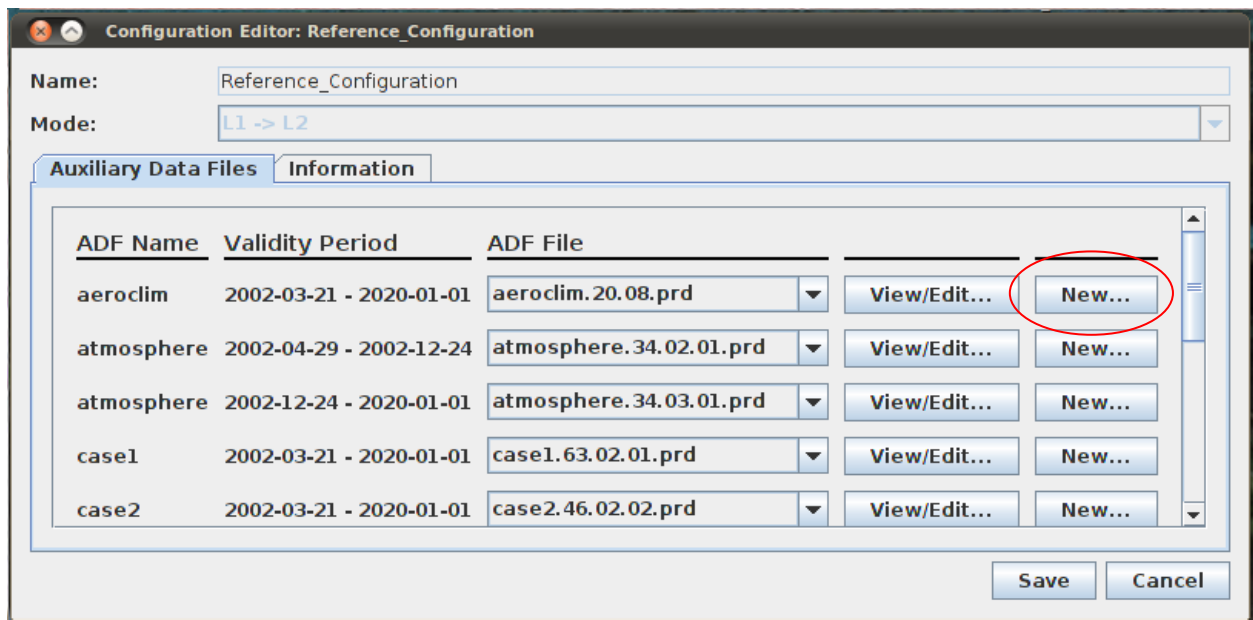 Configuration Editor: Reference_Configuration
Name: Reference_Configuration
Mode: L1 -> L2
Auxiliary Data Files Information
ADF Name Validity Period ADF File
aeroclim 2002-03-21 - 2020-01-01 aeroclim.20.08.prd View/Edit... New...
atmosphere 2002-04-29 - 2002-12-24 atmosphere.34.02.01.prd View/Edit... New...
atmosphere 2002-12-24 - 2020-01-01 atmosphere.34.03.01.prd View/Edit... New...
case1 2002-03-21 - 2020-01-01 case1.63.02.01.prd View/Edit... New...
case2 2002-03-21 - 2020-01-01 case2.46.02.02.prd View/Edit... New...
Save Cancel